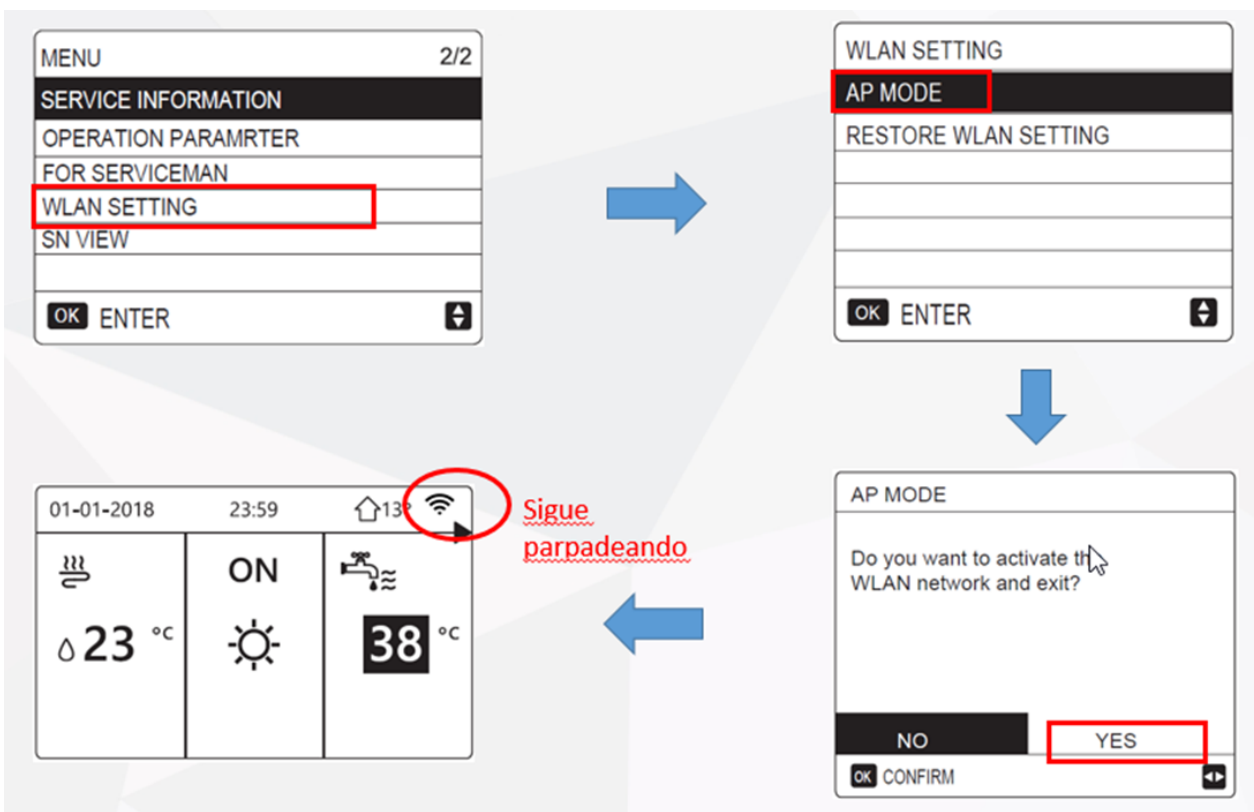 MENU 2/2
SERVICE INFORMATION
OPERATION PARAMRTER
FOR SERVICEMAN
WLAN SETTING
SN VIEW
OK ENTER
WLAN SETTING
AP MODE
RESTORE WLAN SETTING
OK ENTER
AP MODE
Do you want to activate th
WLAN network and exit?
NO YES
OK CONFIRM
01-01-2018 23:59 13°
ON
23 °C 38 °C
Sigue
parpadeando